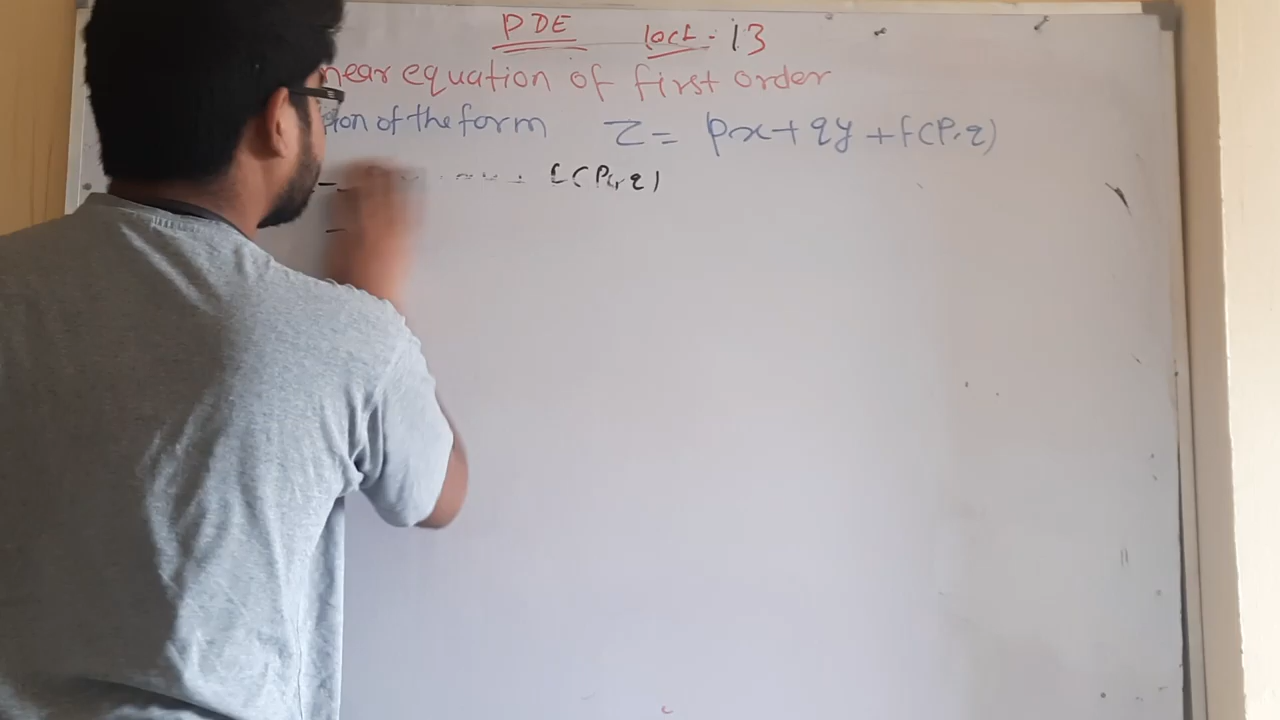 PDE Lect - 13
near equation of first order
tion of the form z = px + qy + f(p, q)
f(p, q)